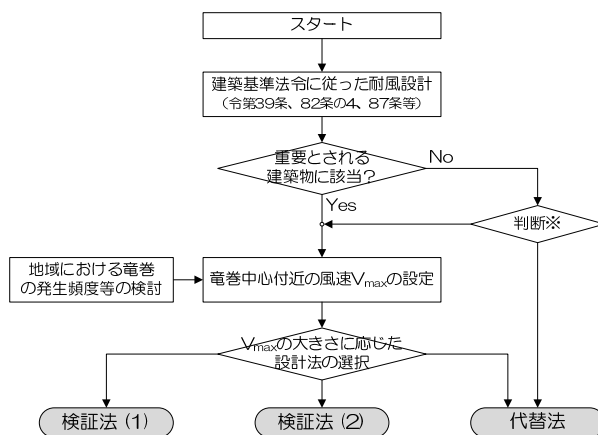 スタート
建築基準法令に従った耐風設計
（令第39条、82条の4、87条等）
重要とされる
建築物に該当？
No
Yes
判断※
地域における竜巻
の発生頻度等の検討
竜巻中心付近の風速Vmaxの設定
Vmaxの大きさに応じた
設計法の選択
検証法 (1)
検証法 (2)
代替法